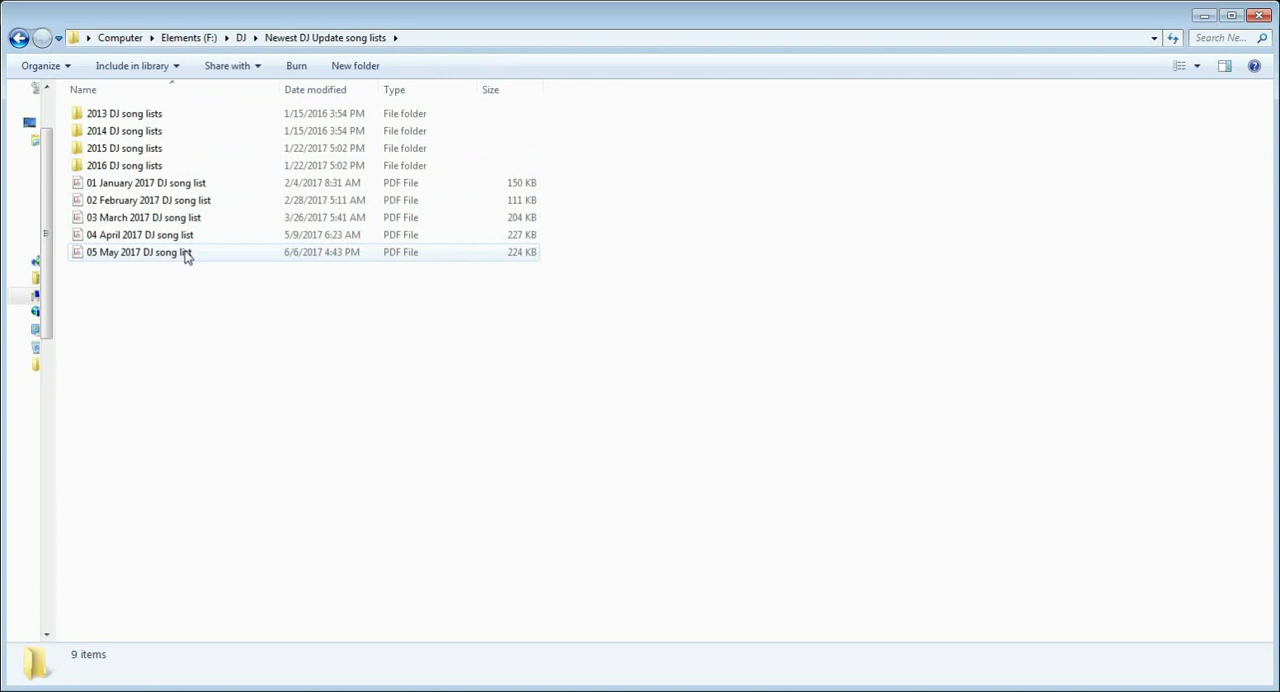 Computer Elements (F:) DJ Newest DJ Update song lists Search Ne...
Organize Include in library Share with Burn New folder
Name Date modified Type Size
2013 DJ song lists 1/15/2016 3:54 PM File folder
2014 DJ song lists 1/15/2016 3:54 PM File folder
2015 DJ song lists 1/22/2017 5:02 PM File folder
2016 DJ song lists 1/22/2017 5:02 PM File folder
01 January 2017 DJ song list 2/4/2017 8:31 AM PDF File 150 KB
02 February 2017 DJ song list 2/28/2017 5:11 AM PDF File 111 KB
03 March 2017 DJ song list 3/26/2017 5:41 AM PDF File 204 KB
04 April 2017 DJ song list 5/9/2017 6:23 AM PDF File 227 KB
05 May 2017 DJ song list 6/6/2017 4:43 PM PDF File 224 KB
9 items